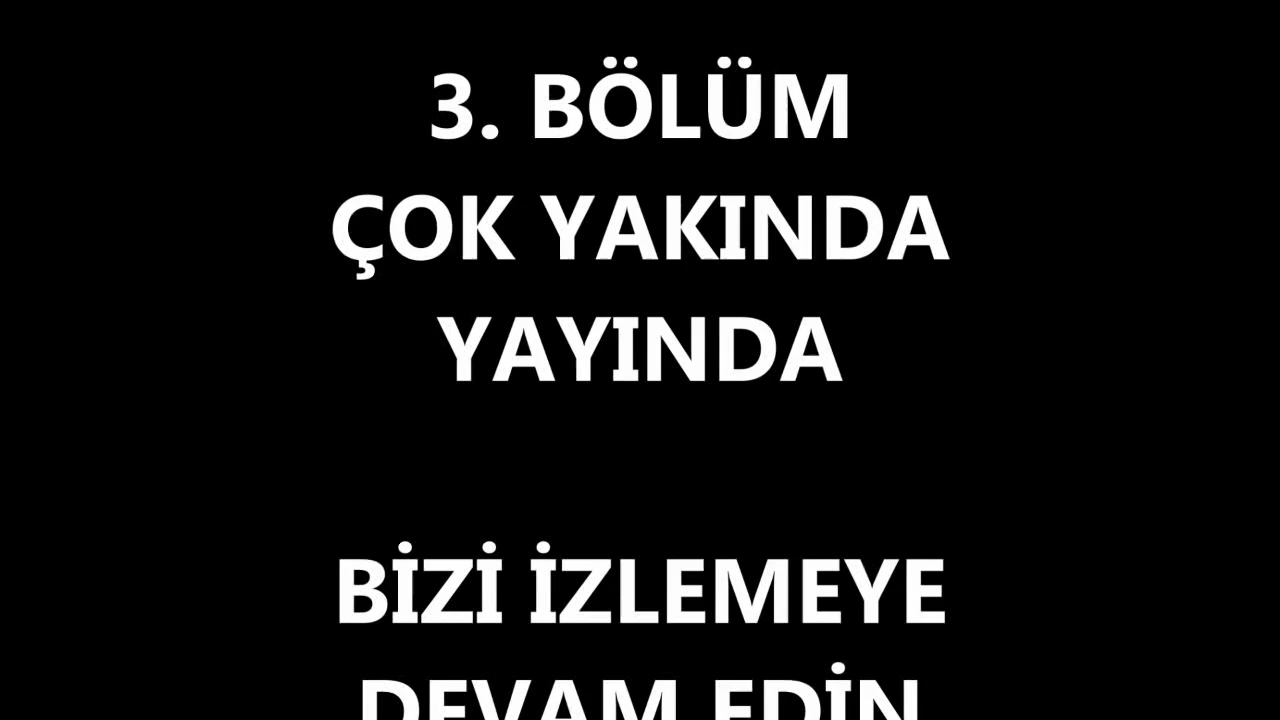 3. BÖLÜM
ÇOK YAKINDA
YAYINDA
BİZİ İZLEMEYE
DEVAM EDİN